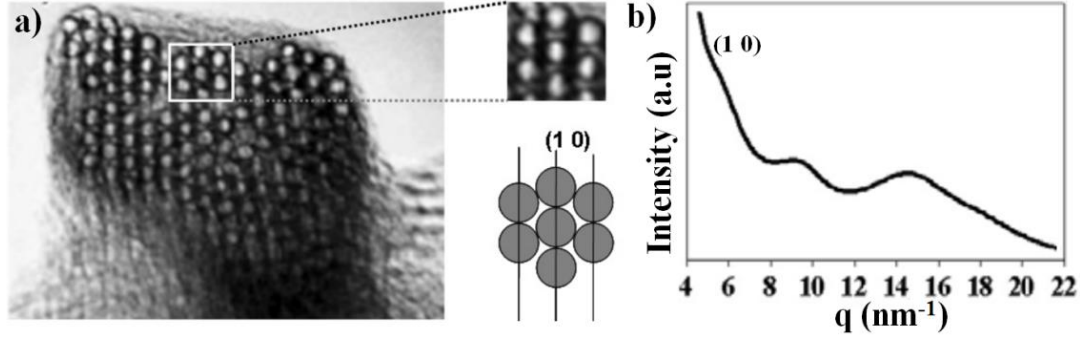 a)
(1 0)
b)
(1 0)
Intensity (a.u)
4 6 8 10 12 14 16 18 20 22
q (nm⁻¹)